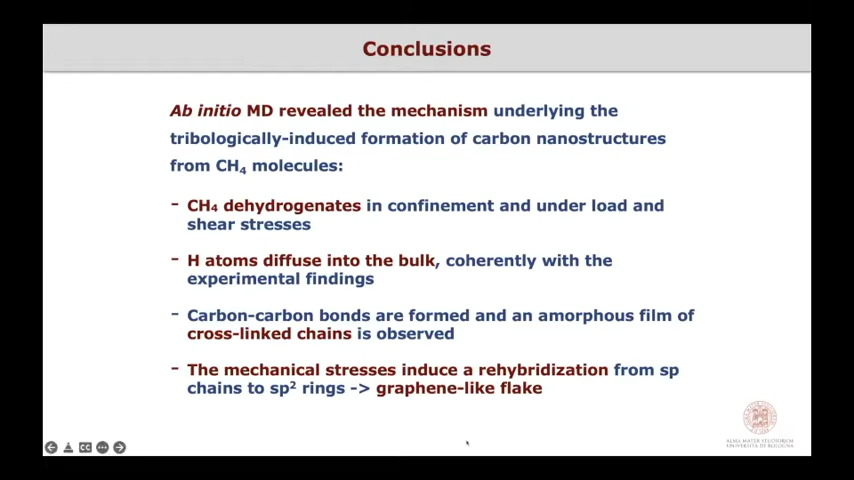 Conclusions
Ab initio MD revealed the mechanism underlying the
tribologically-induced formation of carbon nanostructures
from CH₄ molecules:
- CH₄ dehydrogenates in confinement and under load and
shear stresses
- H atoms diffuse into the bulk, coherently with the
experimental findings
- Carbon-carbon bonds are formed and an amorphous film of
cross-linked chains is observed
- The mechanical stresses induce a rehybridization from sp
chains to sp² rings -> graphene-like flake
ALMA MATER STUDIORUM
UNIVERSITÀ DI BOLOGNA
CC